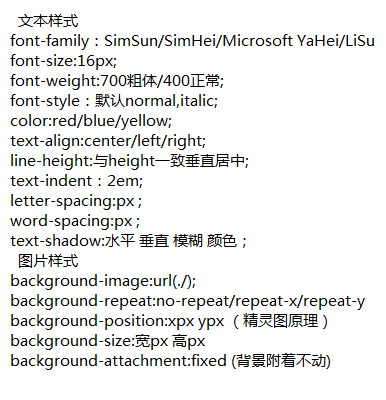 文本样式
font-family：SimSun/SimHei/Microsoft YaHei/LiSu
font-size:16px;
font-weight:700粗体/400正常;
font-style：默认normal,italic;
color:red/blue/yellow;
text-align:center/left/right;
line-height:与height一致垂直居中;
text-indent：2em;
letter-spacing:px ;
word-spacing:px ;
text-shadow:水平 垂直 模糊 颜色；
图片样式
background-image:url(./);
background-repeat:no-repeat/repeat-x/repeat-y
background-position:xpx ypx （精灵图原理）
background-size:宽px 高px
background-attachment:fixed (背景附着不动)